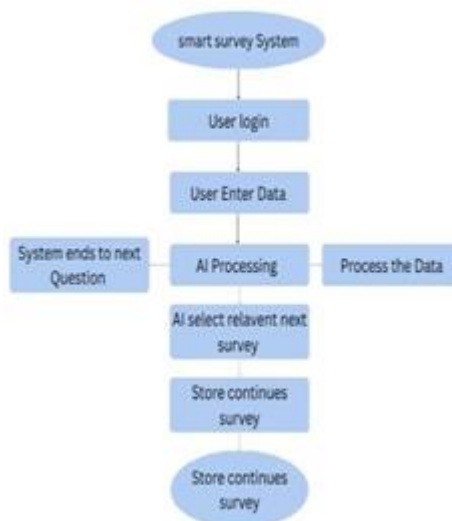 smart survey System
User login
User Enter Data
System ends to next
Question
AI Processing
Process the Data
AI select relavent next
survey
Store continues
survey
Store continues
survey